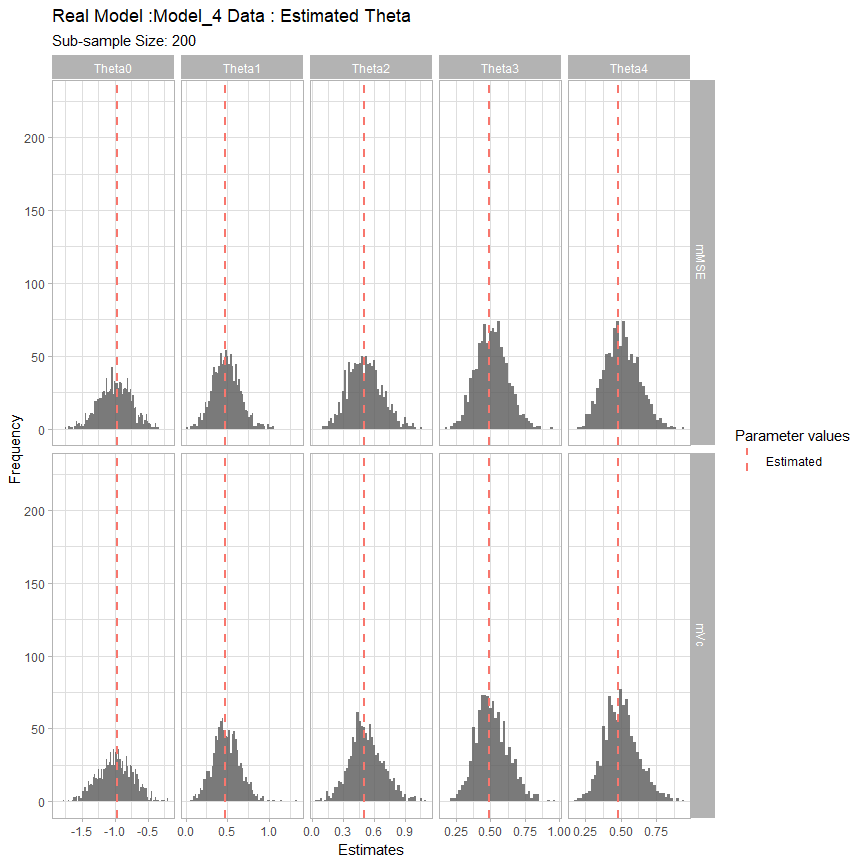 Real Model :Model_4 Data : Estimated Theta
Sub-sample Size: 200
Theta0 Theta1 Theta2 Theta3 Theta4
200
150
100
50
0
mMSE
Frequency
200
150
100
50
0
mVc
-1.5 -1.0 -0.5 0.0 0.5 1.0 0.0 0.3 0.6 0.9 0.25 0.50 0.75 1.00 0.25 0.50 0.75
Estimates
Parameter values
Estimated